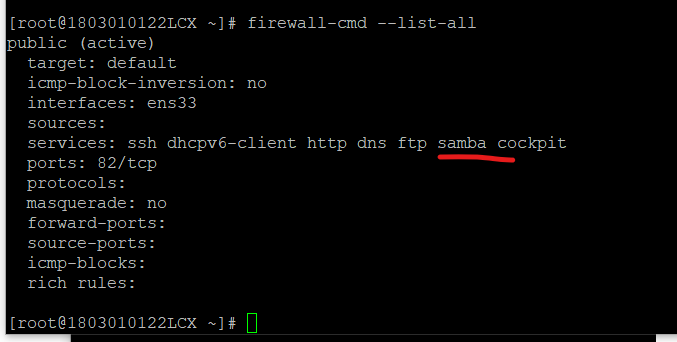 [root@1803010122LCX ~]# firewall-cmd --list-all
public (active)
target: default
icmp-block-inversion: no
interfaces: ens33
sources:
services: ssh dhcpv6-client http dns ftp samba cockpit
ports: 82/tcp
protocols:
masquerade: no
forward-ports:
source-ports:
icmp-blocks:
rich rules:
[root@1803010122LCX ~]#